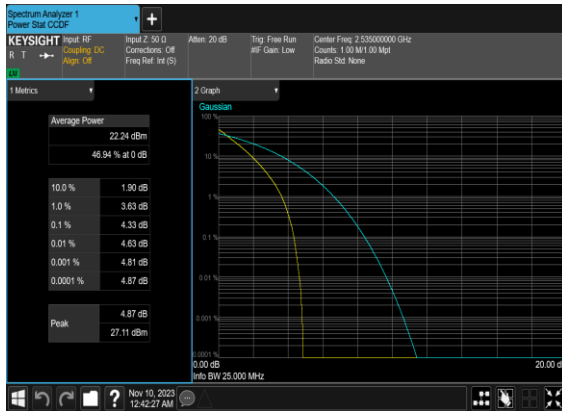 Spectrum Analyzer 1
Power Stat CCDF
KEYSIGHT
R T
LXI
Input: RF
Coupling: DC
Align: Off
Input Z: 50 Ω
Corrections: Off
Freq Ref: Int (S)
Atten: 20 dB
Trig: Free Run
#IF Gain: Low
Center Freq: 2.535000000 GHz
Counts: 1.00 M/1.00 Mpt
Radio Std: None
1 Metrics
Average Power
22.24 dBm
46.94 % at 0 dB
10.0 % 1.90 dB
1.0 % 3.63 dB
0.1 % 4.33 dB
0.01 % 4.63 dB
0.001 % 4.81 dB
0.0001 % 4.87 dB
Peak
4.87 dB
27.11 dBm
2 Graph
Gaussian
100 %
10 %
1 %
0.1 %
0.01 %
0.001 %
0.0001 %
0.00 dB
20.00 d
Info BW 25.000 MHz
Nov 10, 2023
12:42:27 AM